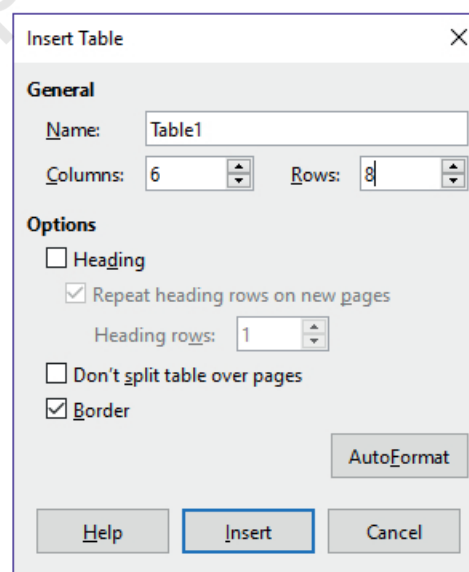 Insert Table
General
Name: Table1
Columns: 6 Rows: 8
Options
Heading
Repeat heading rows on new pages
Heading rows: 1
Don't split table over pages
Border
AutoFormat
Help Insert Cancel